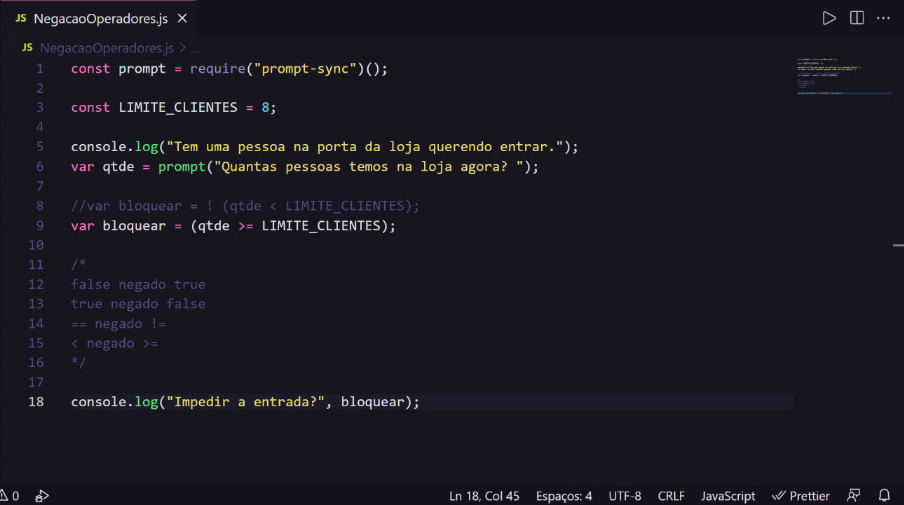 JS NegacaoOperadores.js ×
JS NegacaoOperadores.js > ...
1 const prompt = require("prompt-sync")();
2
3 const LIMITE_CLIENTES = 8;
4
5 console.log("Tem uma pessoa na porta da loja querendo entrar.");
6 var qtde = prompt("Quantas pessoas temos na loja agora? ");
7
8 //var bloquear = ! (qtde < LIMITE_CLIENTES);
9 var bloquear = (qtde >= LIMITE_CLIENTES);
10
11 /*
12 false negado true
13 true negado false
14 == negado !=
15 < negado >=
16 */
17
18 console.log("Impedir a entrada?", bloquear);
0 Ln 18, Col 45 Espaços: 4 UTF-8 CRLF JavaScript Prettier